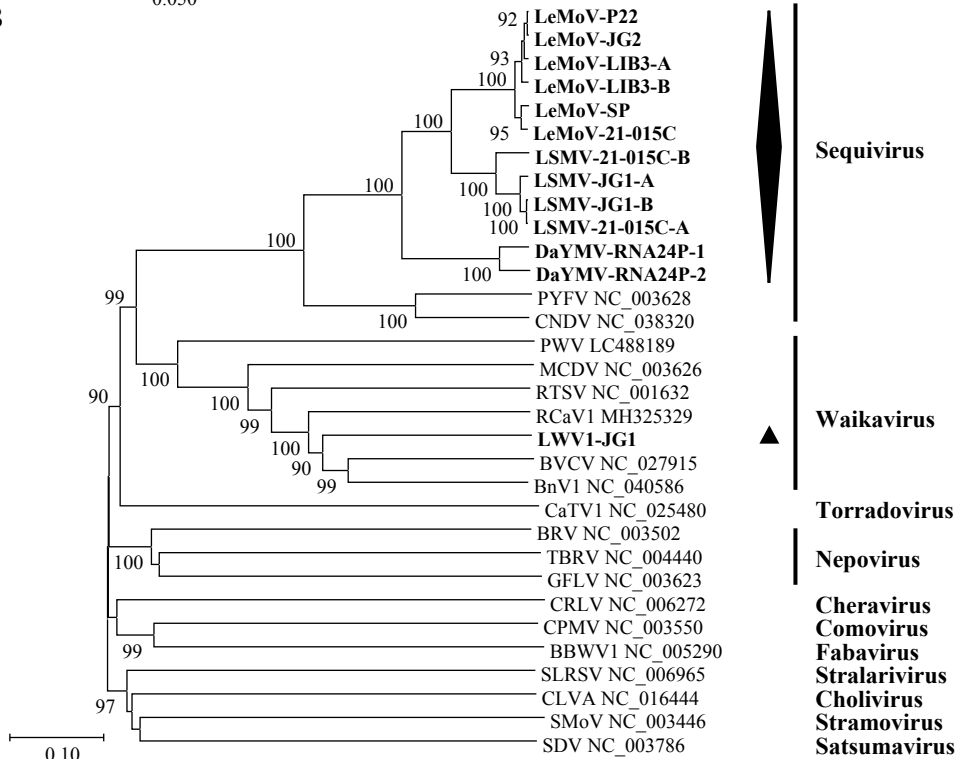 0.050
B
92
LeMoV-P22
LeMoV-JG2
93
LeMoV-LIB3-A
100
LeMoV-LIB3-B
LeMoV-SP
95
LeMoV-21-015C
100
LSMV-21-015C-B
100
LSMV-JG1-A
100
LSMV-JG1-B
100
LSMV-21-015C-A
100
DaYMV-RNA24P-1
100
DaYMV-RNA24P-2
100
PYFV NC_003628
100
CNDV NC_038320
Sequivirus
99
PWV LC488189
100
MCDV NC_003626
100
RTSV NC_001632
99
RCaV1 MH325329
100
LWV1-JG1
90
BVCV NC_027915
99
BnV1 NC_040586
Waikavirus
90
CaTV1 NC_025480
Torradovirus
BRV NC_003502
100
TBRV NC_004440
GFLV NC_003623
Nepovirus
CRLV NC_006272
Cheravirus
CPMV NC_003550
Comovirus
99
BBWV1 NC_005290
Fabavirus
SLRSV NC_006965
Stralarivirus
97
CLVA NC_016444
Cholivirus
SMoV NC_003446
Stramovirus
SDV NC_003786
Satsumavirus
0.10